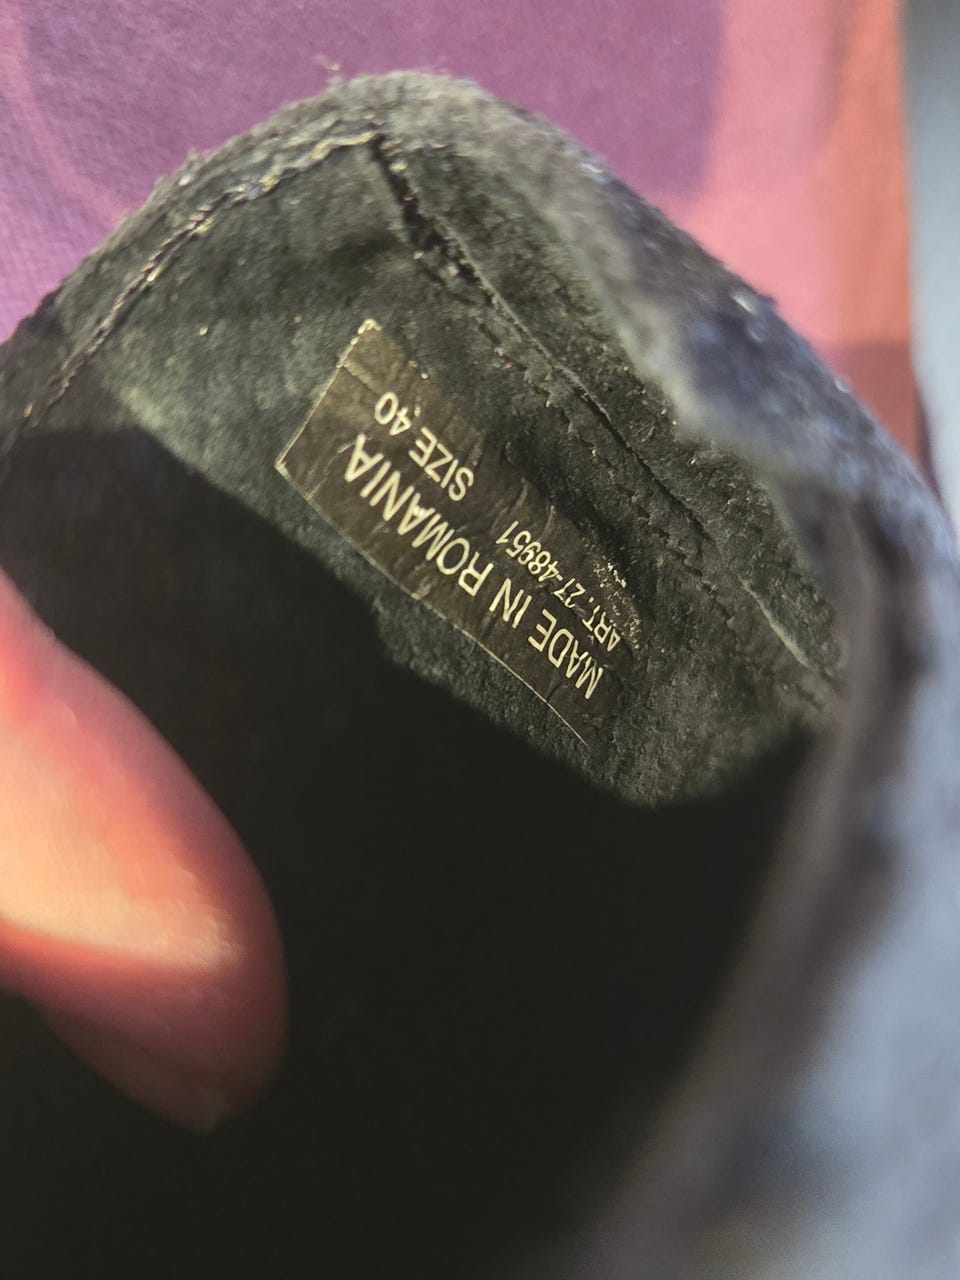 ART. 27-48951
SIZE 40
MADE IN ROMANIA